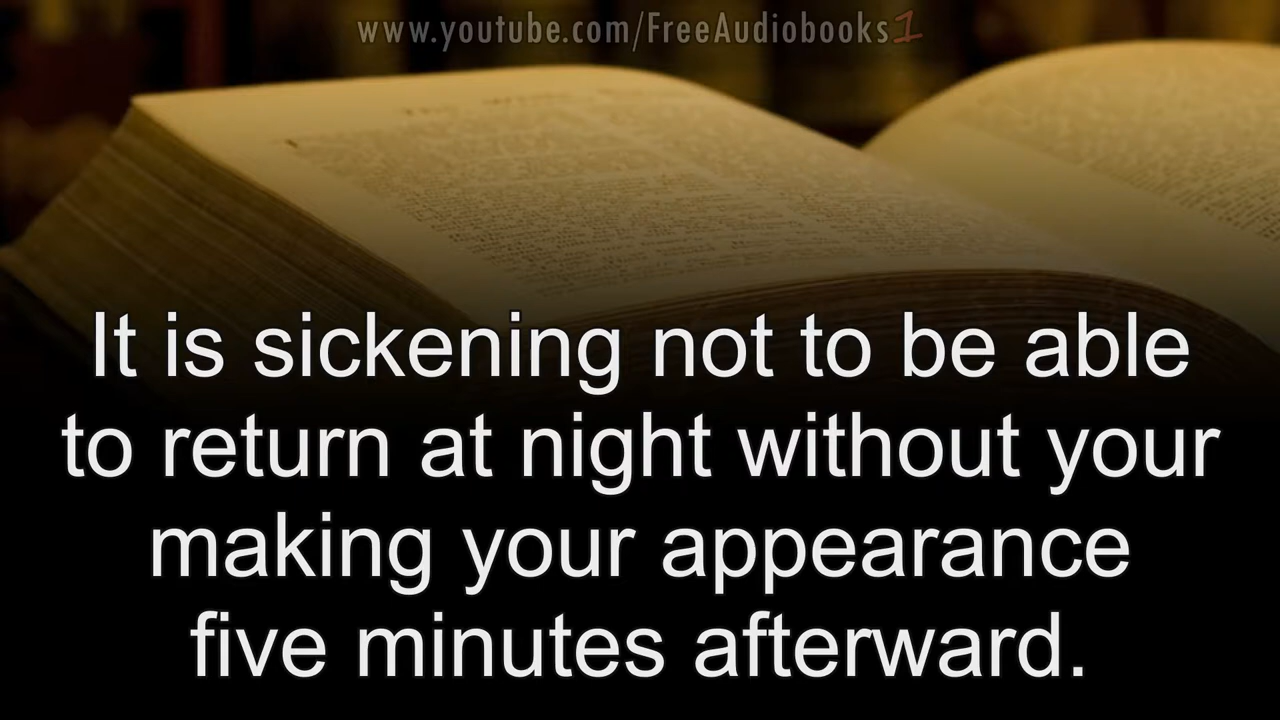 www.youtube.com/FreeAudiobooks1
It is sickening not to be able
to return at night without your
making your appearance
five minutes afterward.